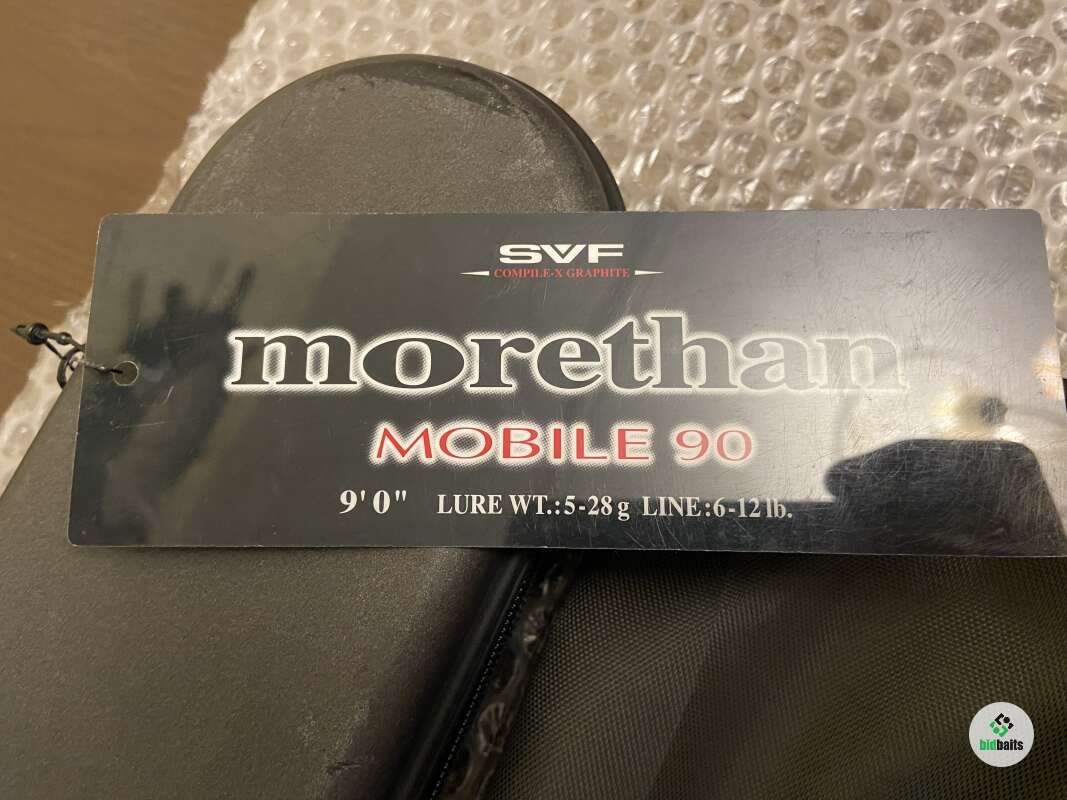 SVF
COMPILE-X GRAPHITE
morethan
MOBILE 90
9'0" LURE WT.:5-28g LINE:6-12lb.
bidbaits